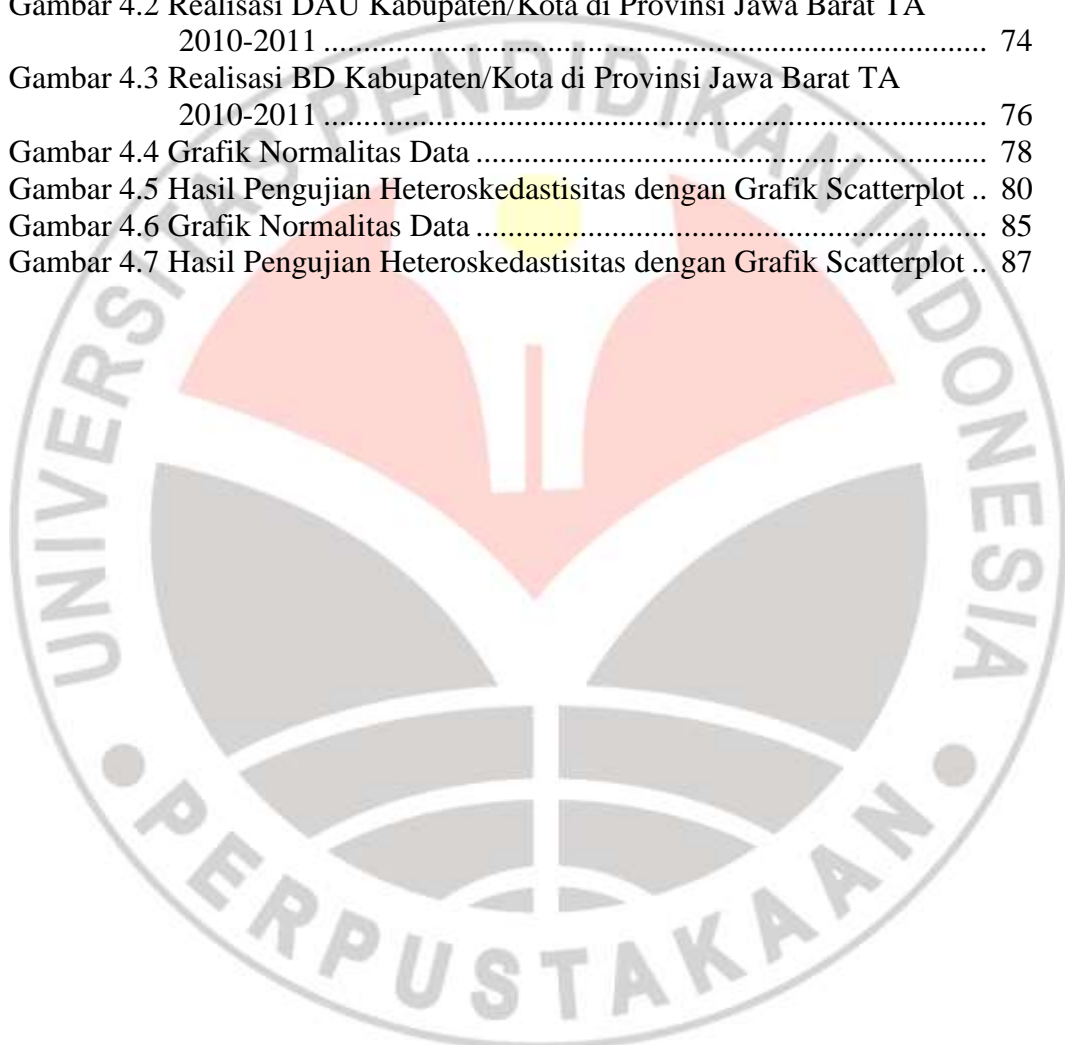 Gambar 4.2 Realisasi DAU Kabupaten/Kota di Provinsi Jawa Barat TA
2010-2011 ........................................................................ 74
Gambar 4.3 Realisasi BD Kabupaten/Kota di Provinsi Jawa Barat TA
2010-2011 ........................................................................ 76
Gambar 4.4 Grafik Normalitas Data ........................................................ 78
Gambar 4.5 Hasil Pengujian Heteroskedastisitas dengan Grafik Scatterplot .. 80
Gambar 4.6 Grafik Normalitas Data ........................................................ 85
Gambar 4.7 Hasil Pengujian Heteroskedastisitas dengan Grafik Scatterplot .. 87
UNIVERSITAS PENDIDIKAN INDONESIA
PERPUSTAKAAN